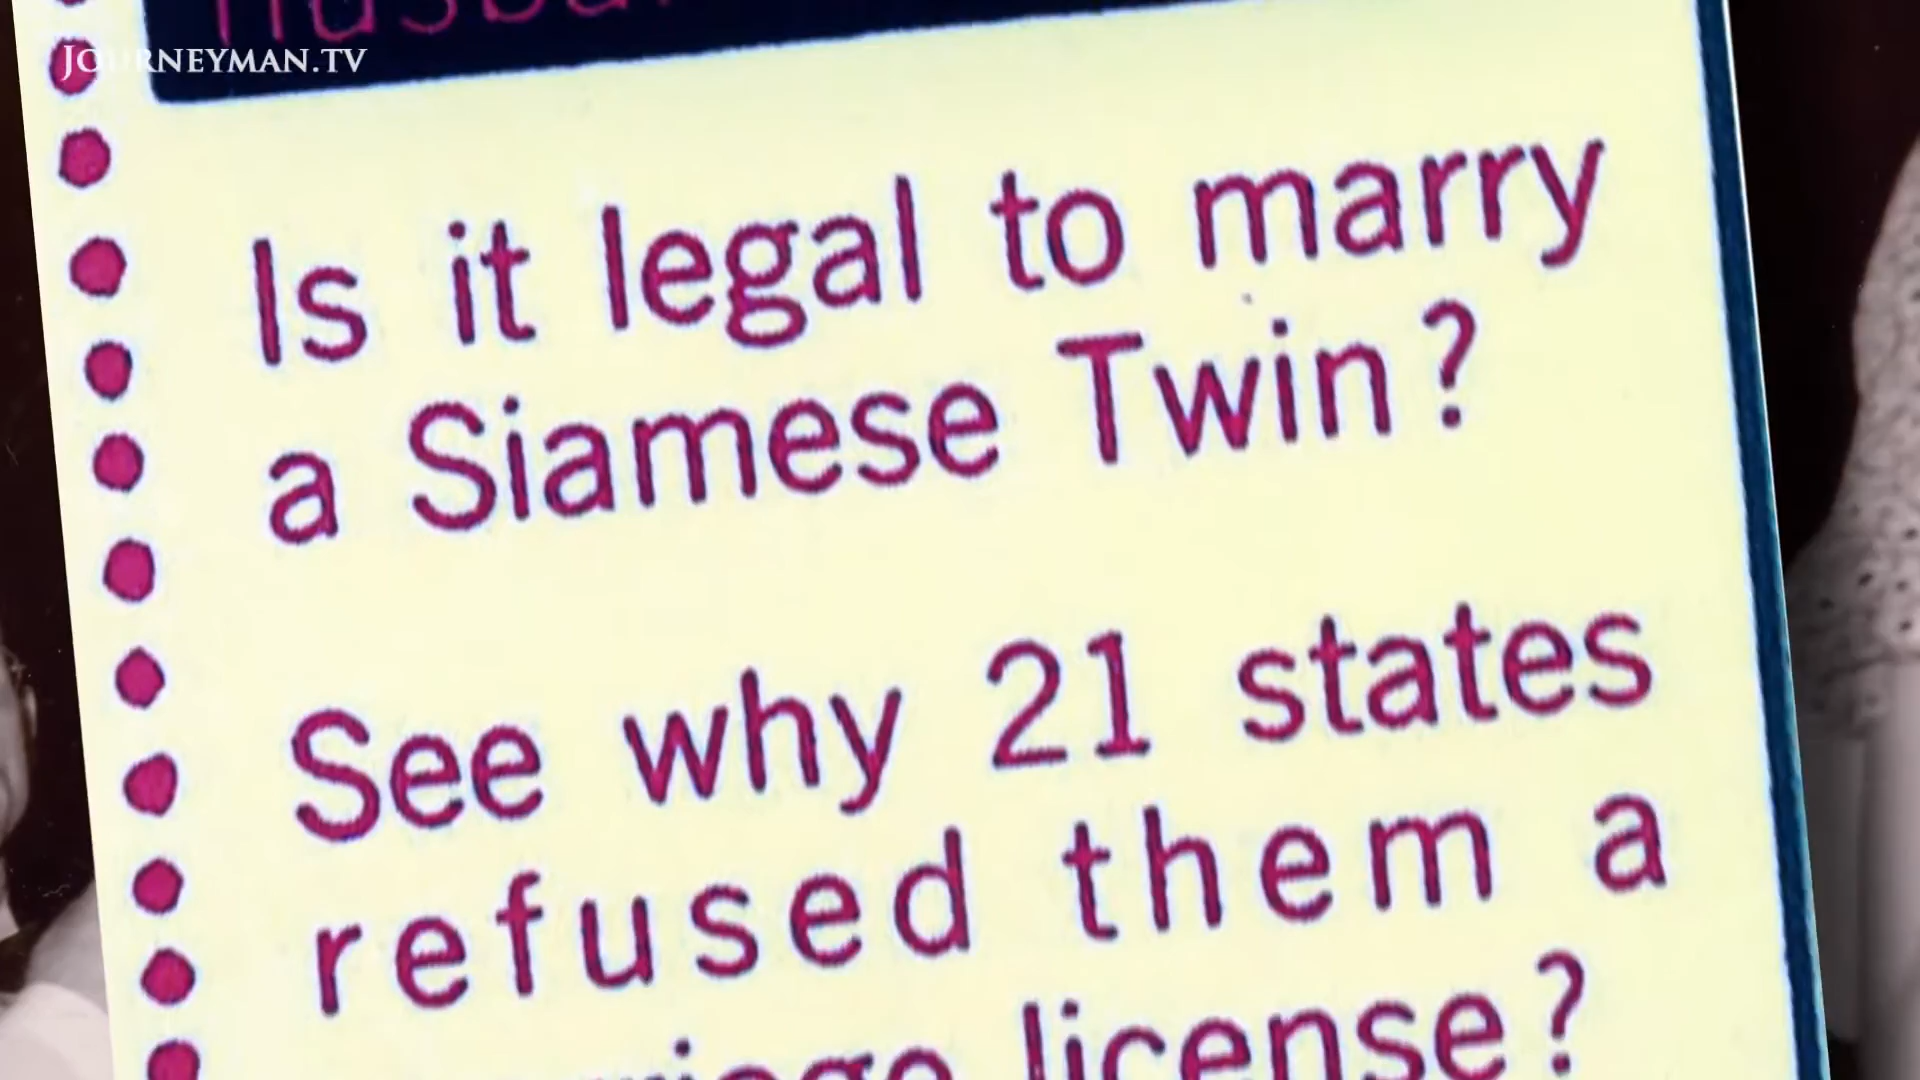 JOURNEYMAN.TV
Is it legal to marry
a Siamese Twin?
See why 21 states
refused them a
license?